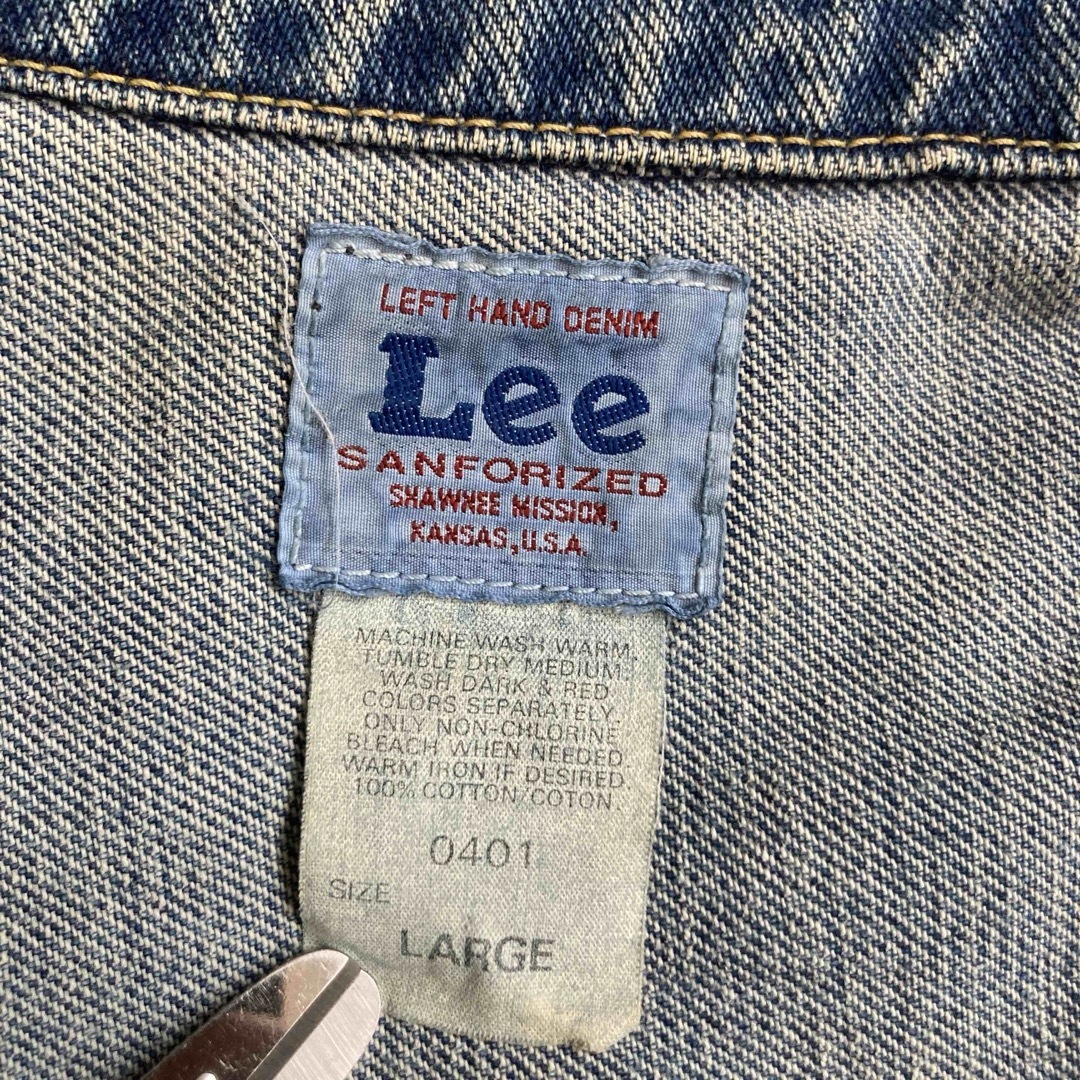 LEFT HAND DENIM
Lee
SANFORIZED
SHAWNEE MISSION,
KANSAS, U.S.A.
MACHINE WASH WARM.
TUMBLE DRY MEDIUM.
WASH DARK & RED
COLORS SEPARATELY.
ONLY NON-CHLORINE
BLEACH WHEN NEEDED
WARM IRON IF DESIRED
100% COTTON/COTON.
0401
SIZE
LARGE